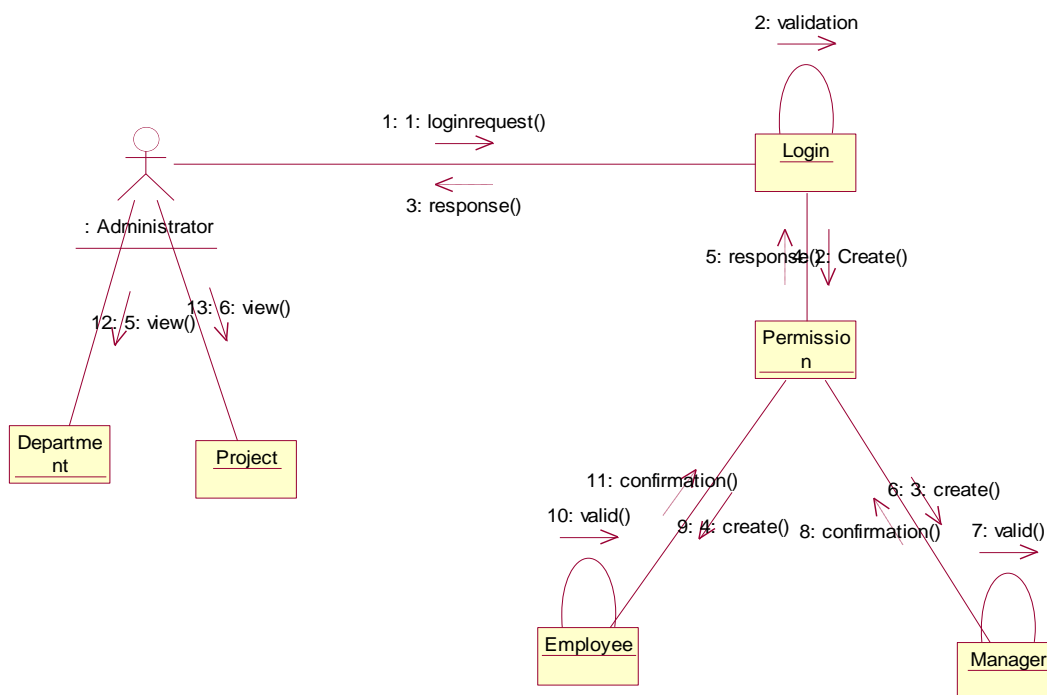 2: validation
1: 1: loginrequest()
Login
3: response()
: Administrator
5: response()
4: 2: Create()
13: 6: view()
12: 5: view()
Permissio
n
Departme
nt
Project
11: confirmation()
6: 3: create()
10: valid()
9: 4: create()
8: confirmation()
7: valid()
Employee
Manager